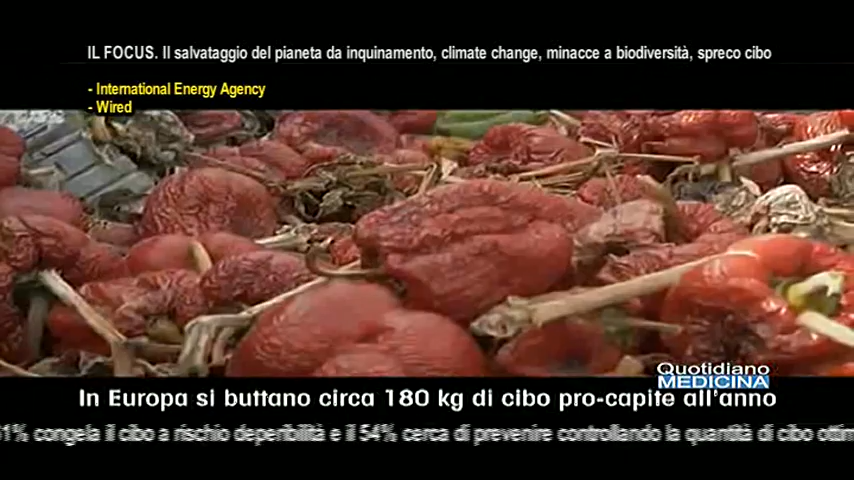 IL FOCUS. Il salvataggio del pianeta da inquinamento, climate change, minacce a biodiversità, spreco cibo
- International Energy Agency
- Wired
Quotidiano
MEDICINA
In Europa si buttano circa 180 kg di cibo pro-capite all'anno
congela il cibo a rischio deperibilità e il 54% cerca di prevenire controllando la quantità di cibo